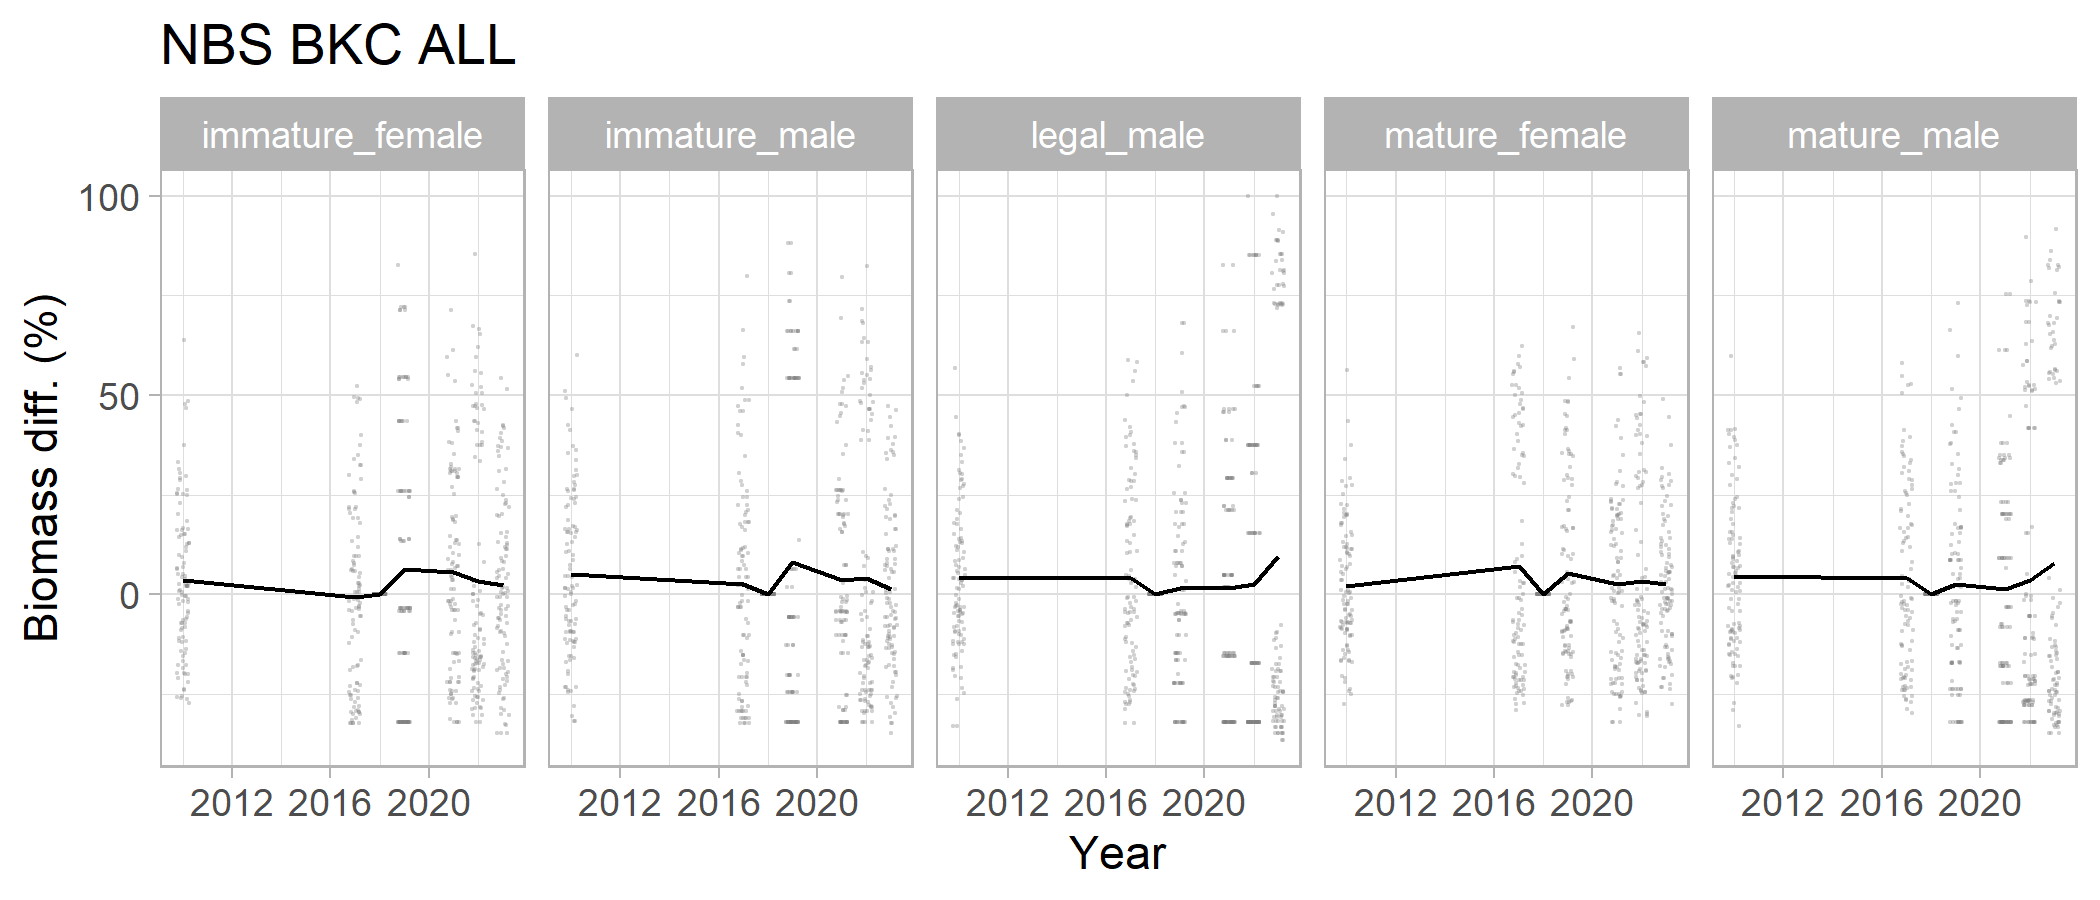 NBS BKC ALL
immature_female immature_male legal_male mature_female mature_male
100
50
0
Biomass diff. (%)
2012 2016 2020 2012 2016 2020 2012 2016 2020 2012 2016 2020 2012 2016 2020
Year